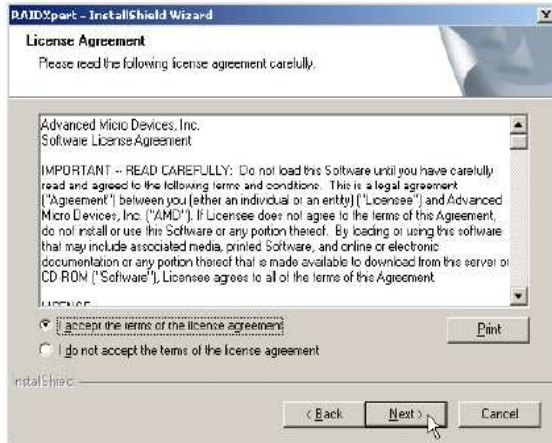 RAIDXpert - InstallShield Wizard
License Agreement
Please read the following license agreement carefully.
Advanced Micro Devices, Inc.
Software License Agreement
IMPORTANT -- READ CAREFULLY: Do not load this Software until you have carefully
read and agreed to the following terms and conditions. This is a legal agreement
("Agreement") between you (either an individual or an entity) ("Licensee") and Advanced
Micro Devices, Inc. ("AMD"). If Licensee does not agree to the terms of this Agreement,
do not install or use this Software or any portion thereof. By loading or using this software
that may include associated media, printed Software, and online or electronic
documentation or any portion thereof that is made available to download from this server or
CD-ROM ("Software"), Licensee agrees to all of the terms of this Agreement
LICENSE
I accept the terms of the license agreement
Print
I do not accept the terms of the license agreement
InstallShield
< Back
Next >
Cancel